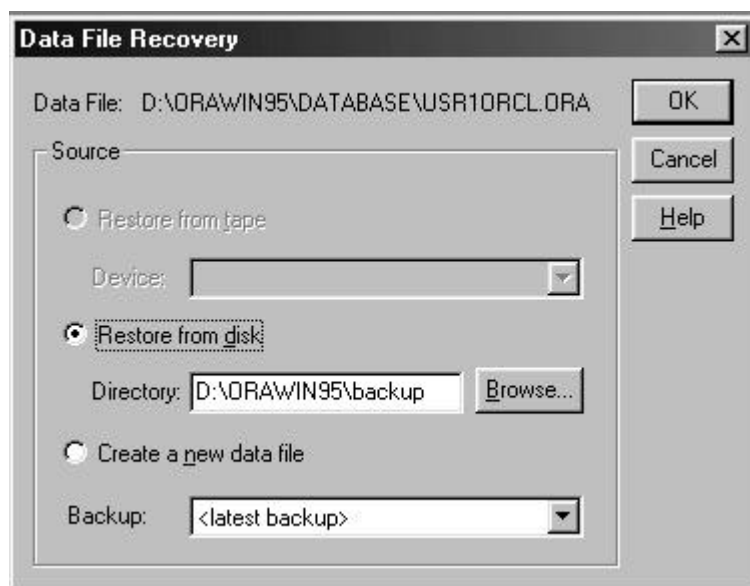 Data File Recovery
Data File: D:\ORAWIN95\DATABASE\USR1ORCL.ORA
OK
Source
Cancel
Restore from tape
Help
Device:
Restore from disk
Directory: D:\ORAWIN95\backup Browse...
Create a new data file
Backup: <latest backup>